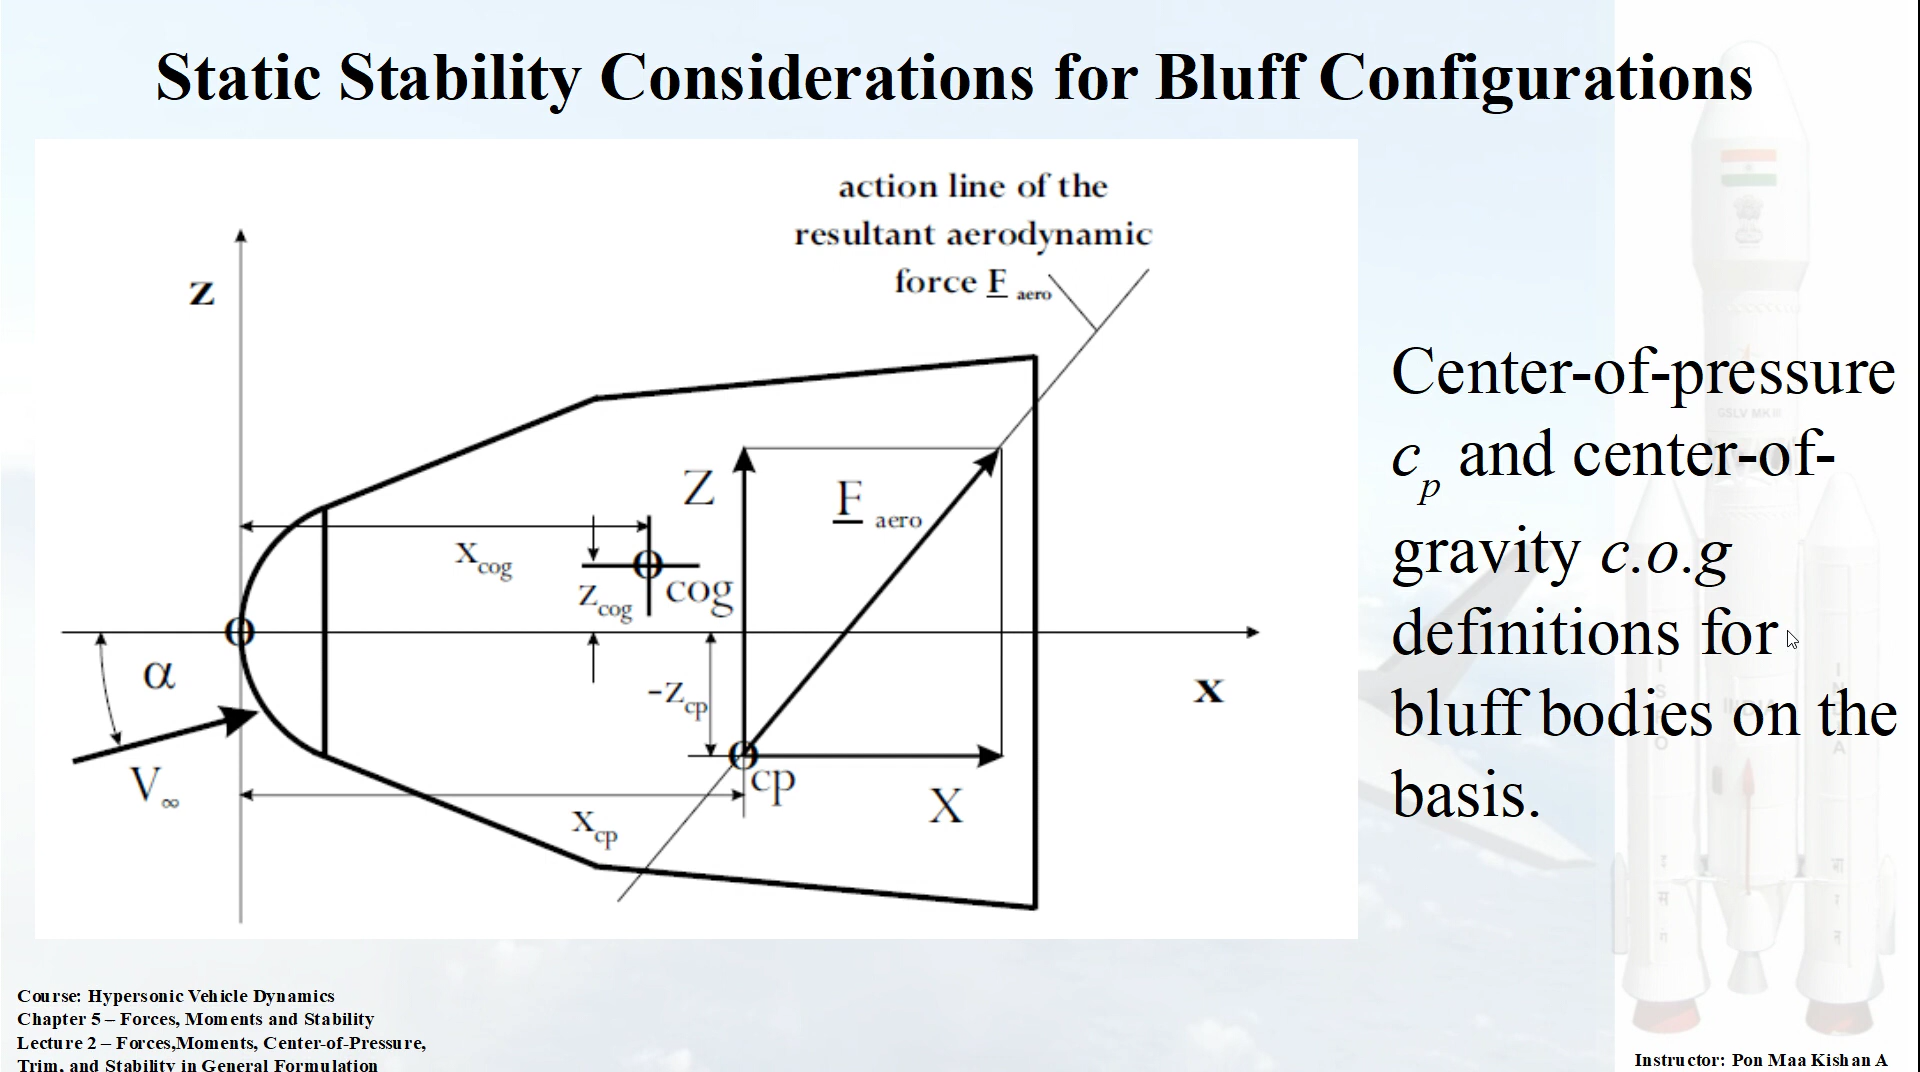 Static Stability Considerations for Bluff Configurations
action line of the
resultant aerodynamic
force F aero
z
Z
F aero
x cog
z cog
cog
α
-z cp
x
V∞
cp
X
x cp
Center-of-pressure
c p and center-of-
gravity c.o.g
definitions for
bluff bodies on the
basis.
GSLV MK III
Course: Hypersonic Vehicle Dynamics
Chapter 5 – Forces, Moments and Stability
Lecture 2 – Forces,Moments, Center-of-Pressure,
Trim, and Stability in General Formulation
Instructor: Pon Maa Kishan A